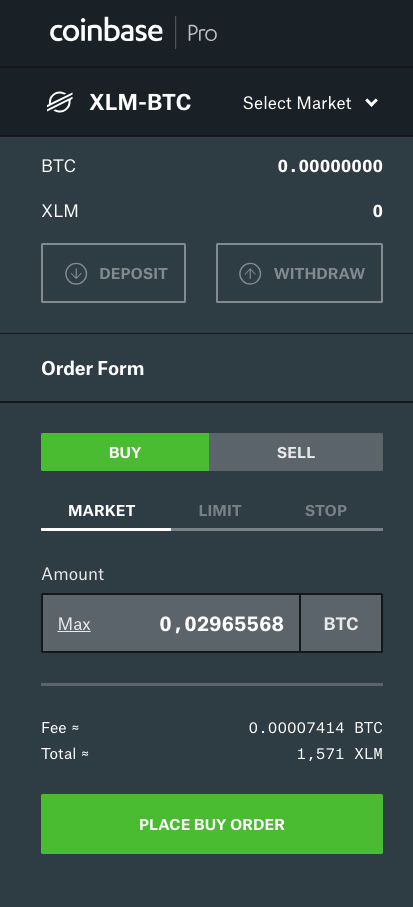 coinbase | Pro
XLM-BTC Select Market
BTC 0.00000000
XLM 0
DEPOSIT WITHDRAW
Order Form
BUY SELL
MARKET LIMIT STOP
Amount
Max 0,02965568 BTC
Fee ≈ 0.00007414 BTC
Total ≈ 1,571 XLM
PLACE BUY ORDER